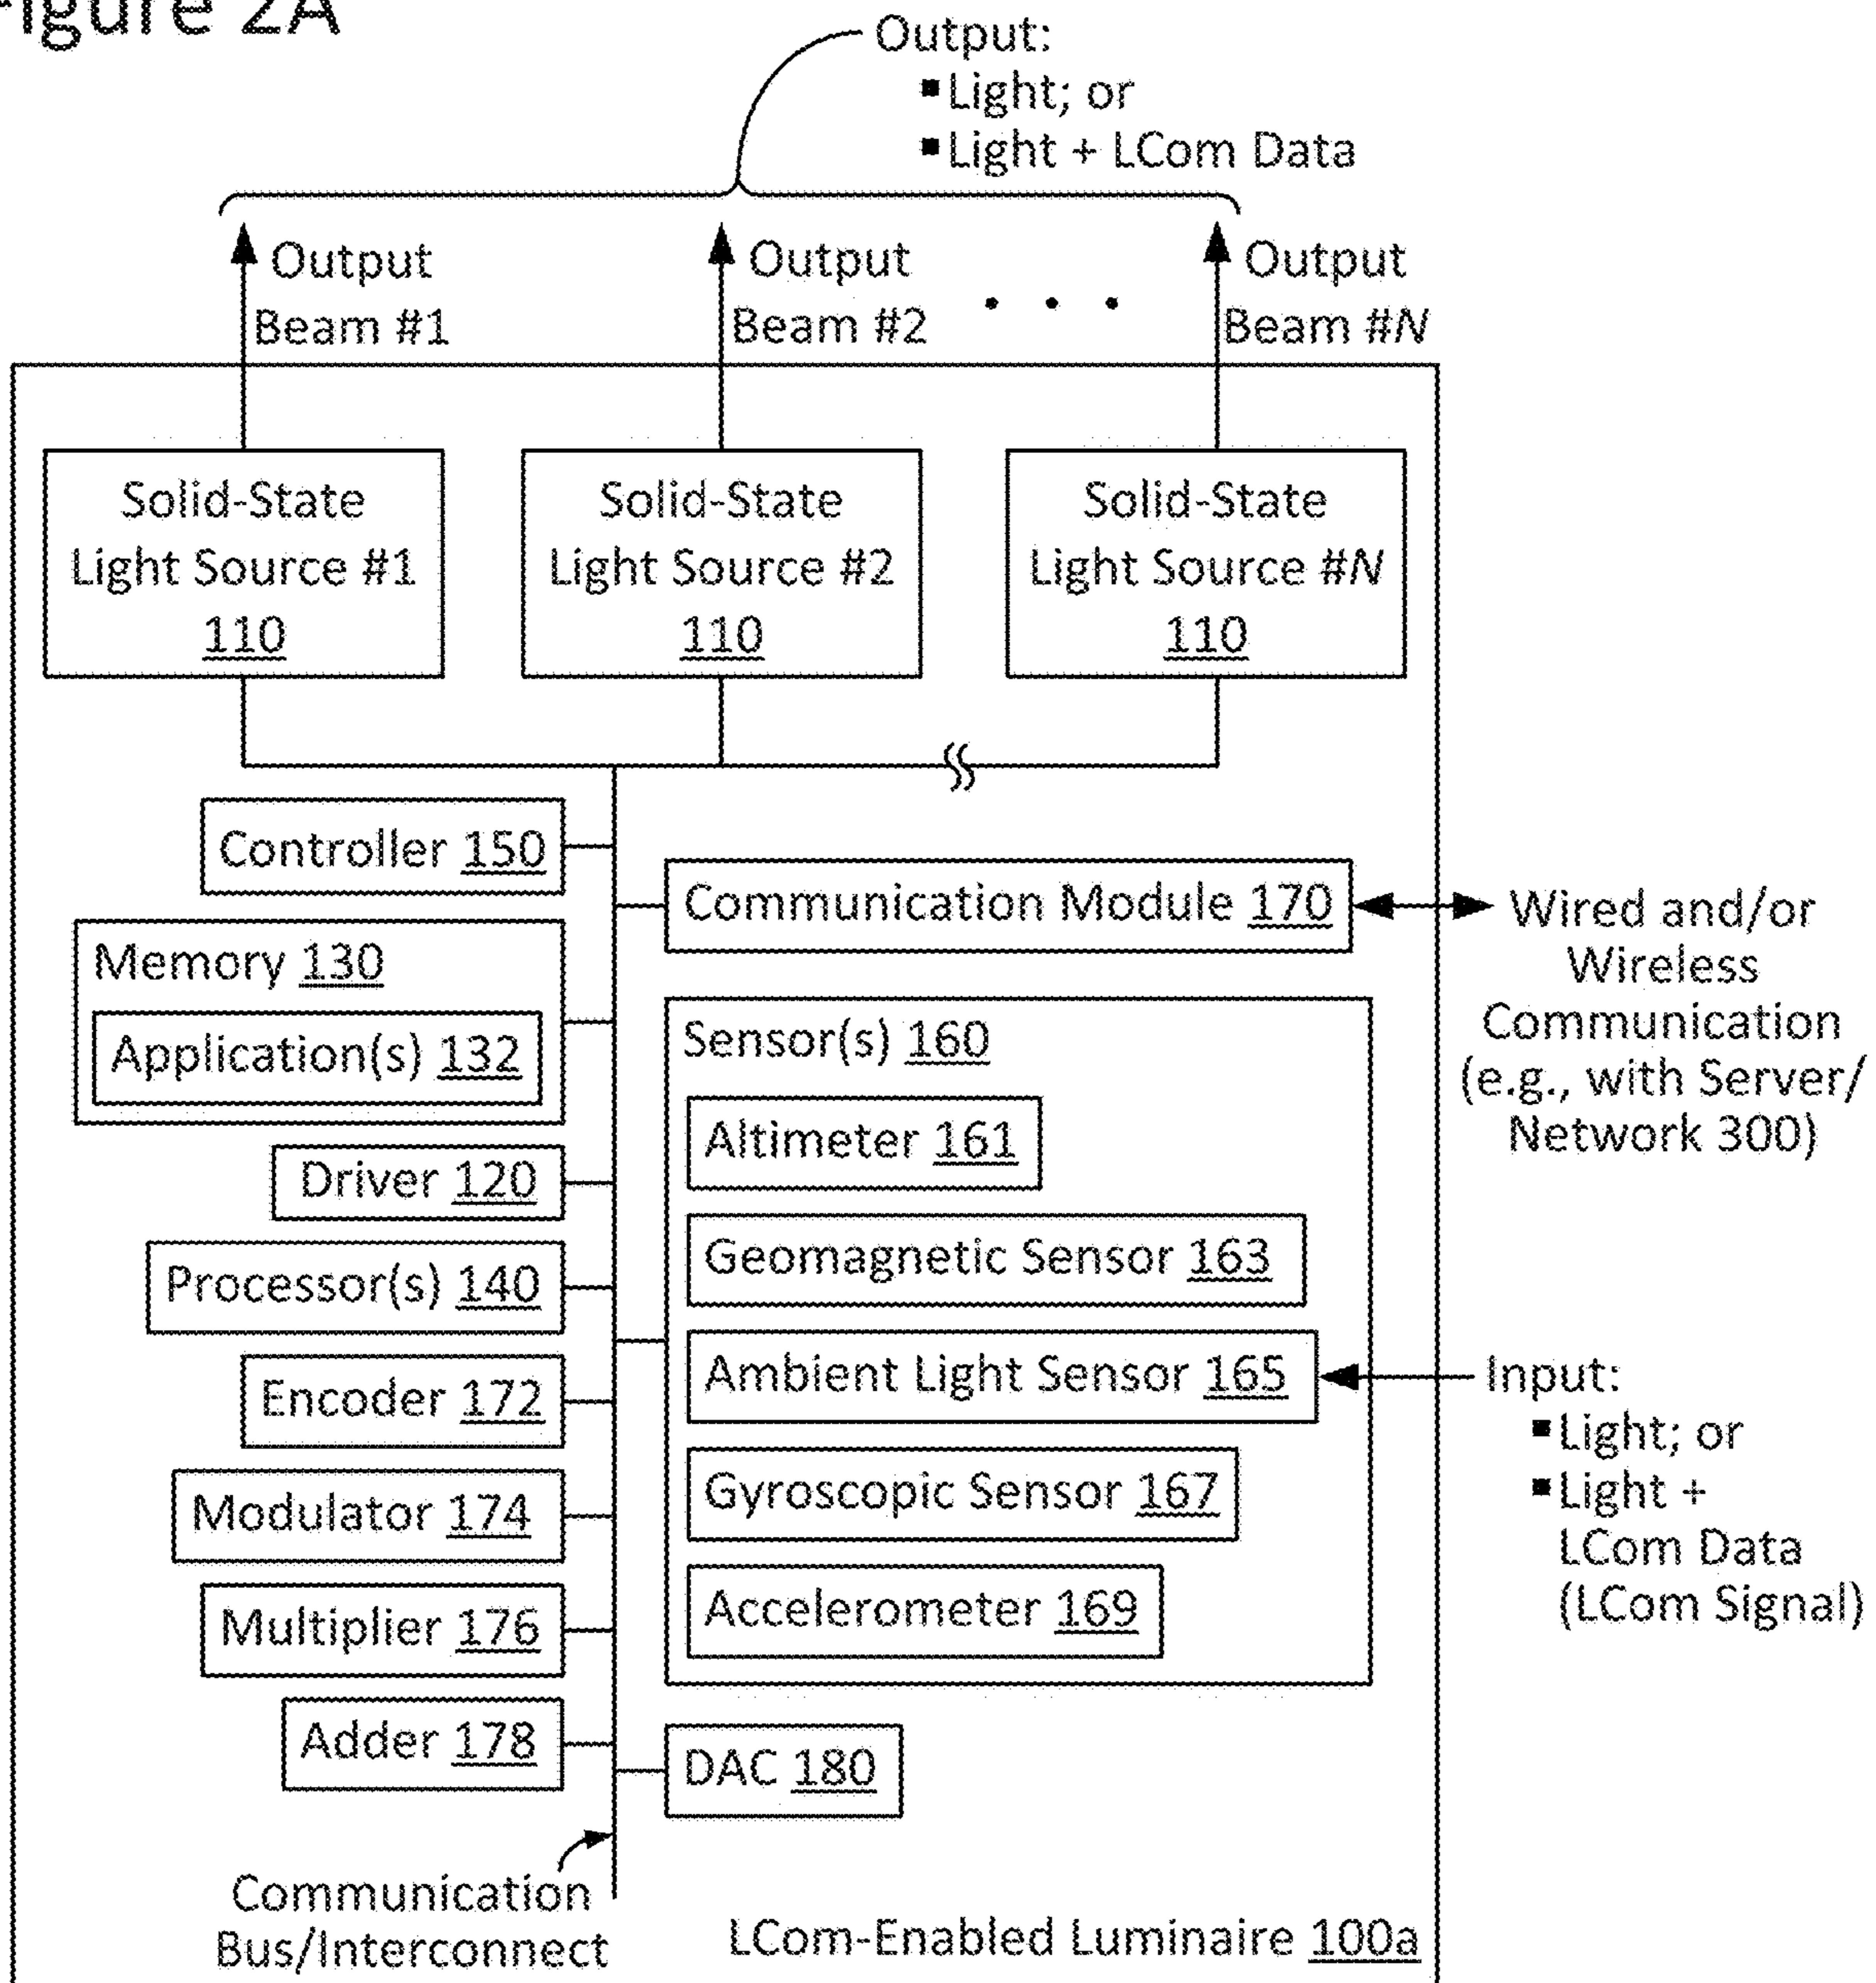 Figure 2A
Output:
▪Light; or
▪Light + LCom Data
Output
Beam #1
Output
Beam #2
. . .
Output
Beam #N
Solid-State
Light Source #1
110
Solid-State
Light Source #2
110
Solid-State
Light Source #N
110
Controller 150
Communication Module 170
Wired and/or
Wireless
Communication
(e.g., with Server/
Network 300)
Memory 130
Application(s) 132
Sensor(s) 160
Altimeter 161
Driver 120
Geomagnetic Sensor 163
Processor(s) 140
Ambient Light Sensor 165
Input:
▪Light; or
▪Light +
LCom Data
(LCom Signal)
Encoder 172
Gyroscopic Sensor 167
Modulator 174
Accelerometer 169
Multiplier 176
Adder 178
DAC 180
Communication
Bus/Interconnect
LCom-Enabled Luminaire 100a